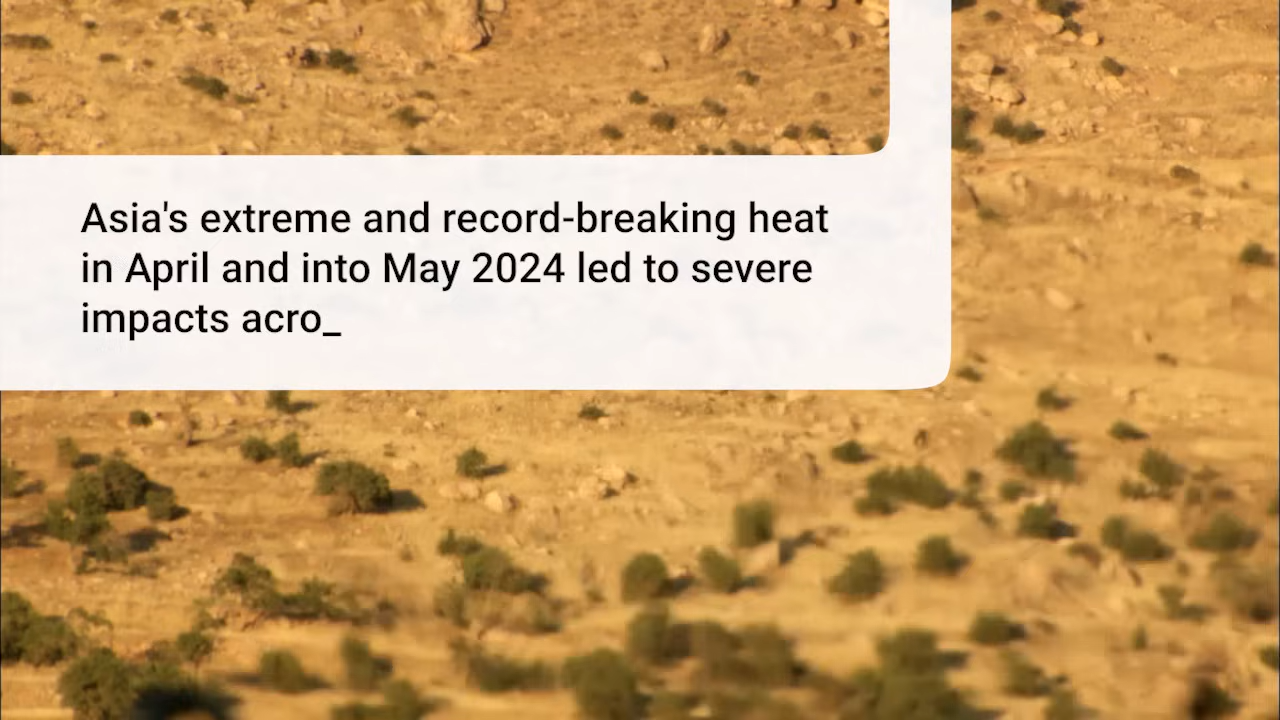 Asia's extreme and record-breaking heat
in April and into May 2024 led to severe
impacts acro_